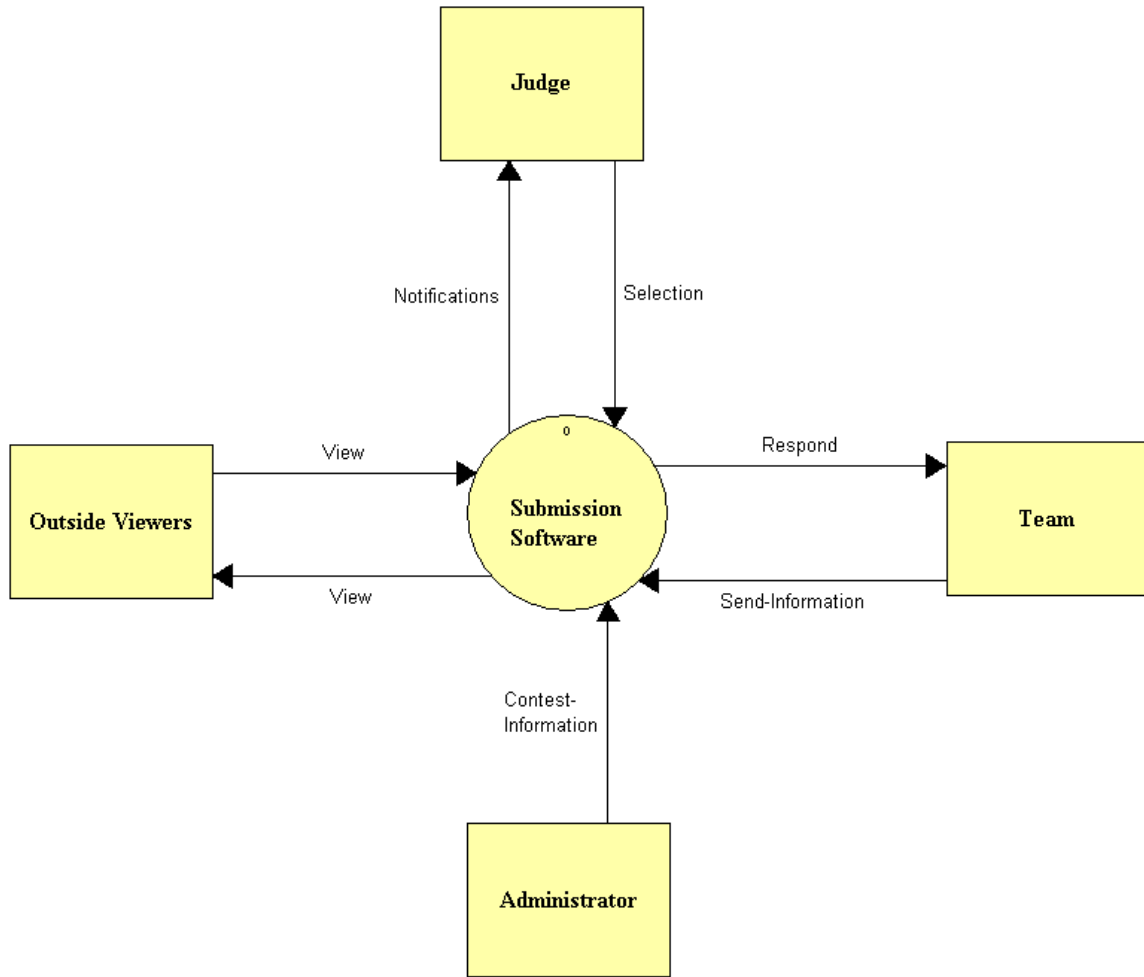 Judge
Notifications
Selection
0
View
Respond
Outside Viewers
Submission
Software
Team
View
Send-Information
Contest-
Information
Administrator